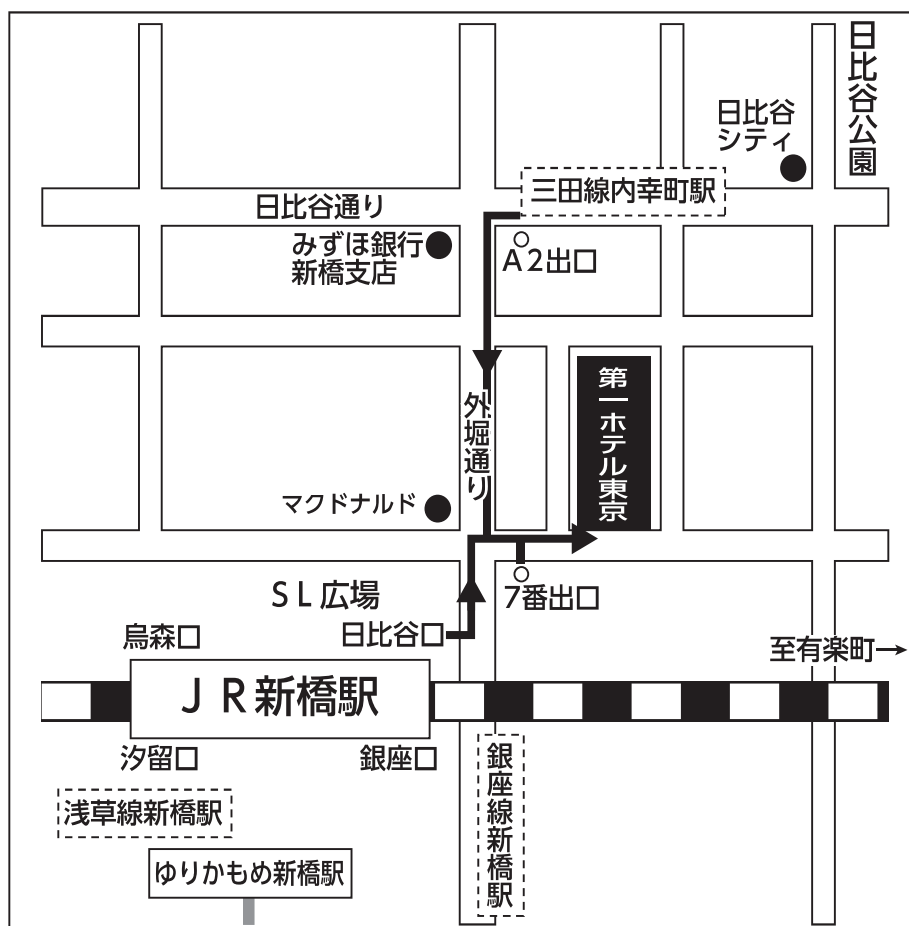 日比谷公園
日比谷
シティ
三田線内幸町駅
日比谷通り
みずほ銀行
新橋支店
A2出口
第一ホテル東京
外堀通り
マクドナルド
SL広場
7番出口
烏森口
日比谷口
至有楽町→
JR新橋駅
汐留口
銀座口
銀座線新橋駅
浅草線新橋駅
ゆりかもめ新橋駅